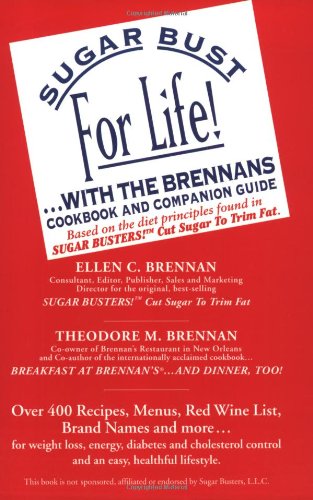 SUGAR BUST
For Life!
...WITH THE BRENNANS
COOKBOOK AND COMPANION GUIDE
Based on the diet principles found in
SUGAR BUSTERS!™ Cut Sugar To Trim Fat.
ELLEN C. BRENNAN
Consultant, Editor, Publisher, Sales and Marketing
Director for the original, best-selling
SUGAR BUSTERS!™ Cut Sugar To Trim Fat
THEODORE M. BRENNAN
Co-owner of Brennan's Restaurant in New Orleans
and Co-author of the internationally acclaimed cookbook...
BREAKFAST AT BRENNAN'S®...AND DINNER, TOO!
Over 400 Recipes, Menus, Red Wine List,
Brand Names and more...
for weight loss, energy, diabetes and cholesterol control
and an easy, healthful lifestyle.
This book is not sponsored, affiliated or endorsed by Sugar Busters, L.L.C.